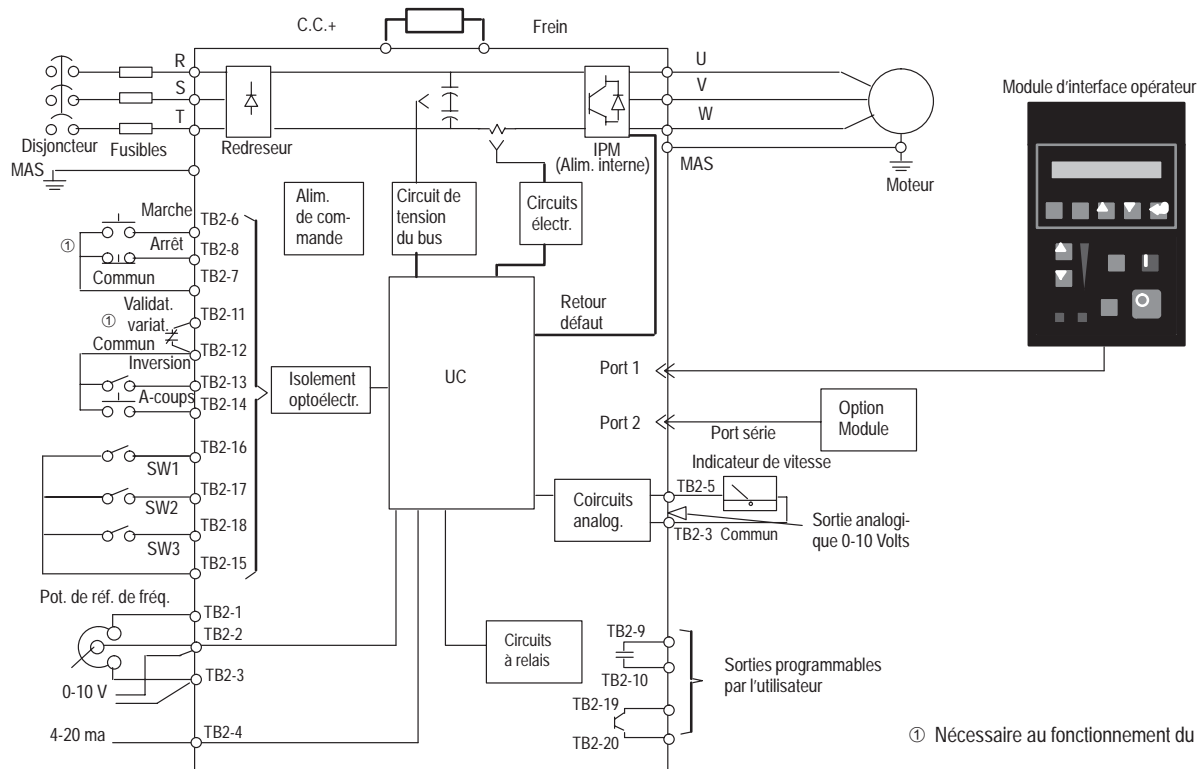 C.C.+
Frein
R
S
T
U
V
W
Disjoncteur
Fusibles
Redreseur
IPM
(Alim. interne)
MAS
MAS
Moteur
Module d'interface opérateur
Alim.
de com-
mande
Circuit de
tension
du bus
Circuits
électr.
① Marche
TB2-6
Arrêt
TB2-8
Commun
TB2-7
① Validat.
variat.
TB2-11
Commun
TB2-12
Inversion
TB2-13
A-coups
TB2-14
TB2-16
SW1
TB2-17
SW2
TB2-18
SW3
TB2-15
Isolement
optoélectr.
UC
Retour
défaut
Port 1
Port 2
Port série
Option
Module
Indicateur de vitesse
TB2-5
Coircuits
analog.
TB2-3 Commun
Sortie analogi-
que 0-10 Volts
Pot. de réf. de fréq.
TB2-1
TB2-2
TB2-3
0-10 V
4-20 ma
TB2-4
Circuits
à relais
TB2-9
TB2-10
TB2-19
TB2-20
Sorties programmables
par l'utilisateur
① Nécessaire au fonctionnement du